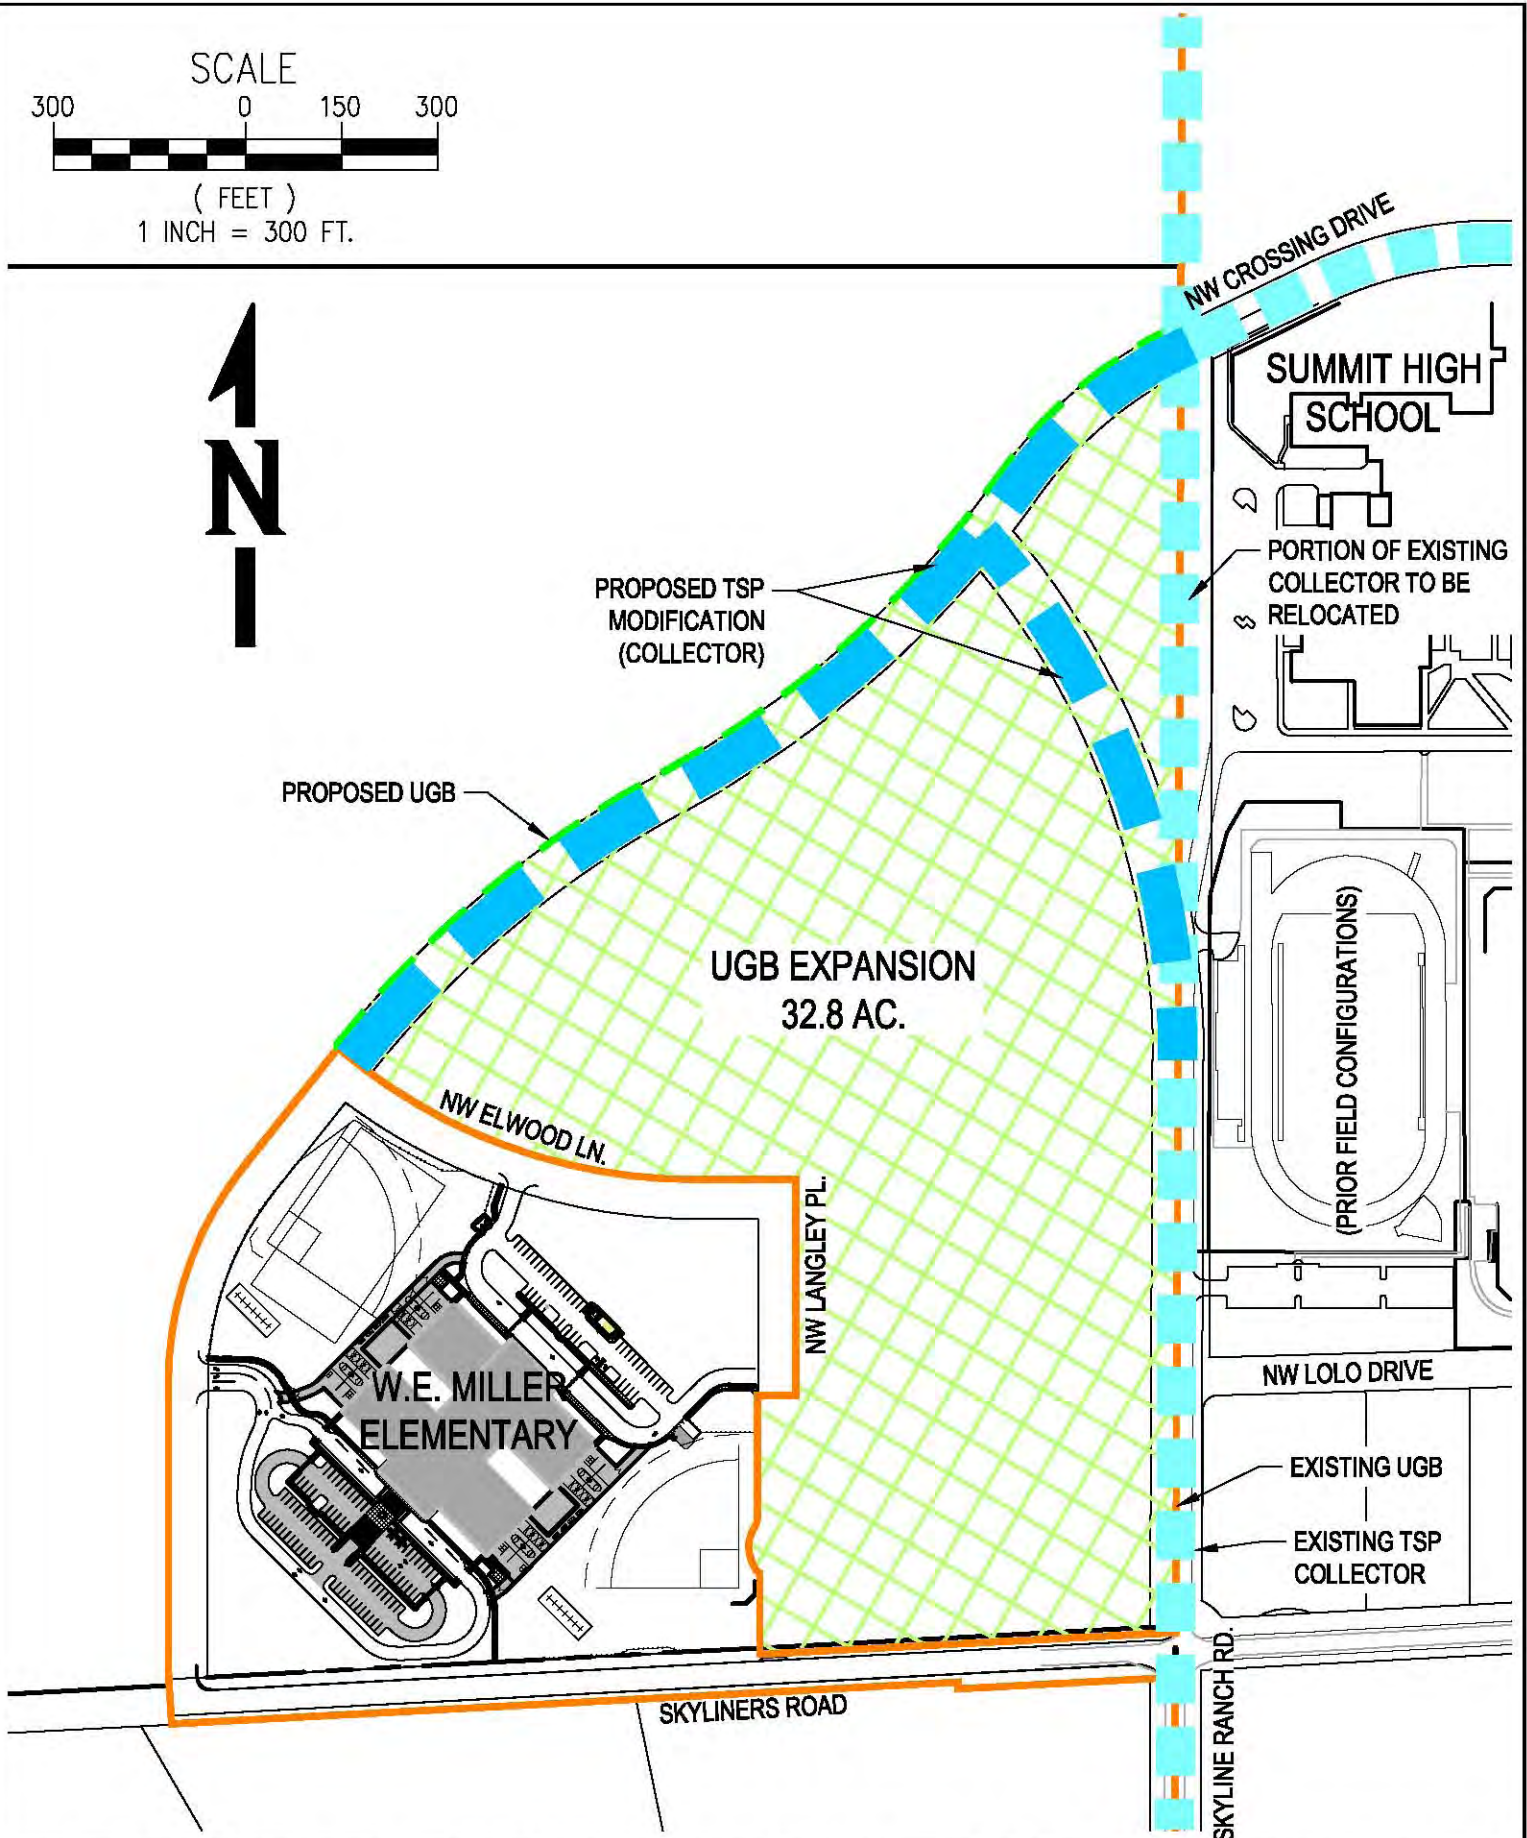 SCALE
300 0 150 300
( FEET )
1 INCH = 300 FT.
N
NW CROSSING DRIVE
SUMMIT HIGH
SCHOOL
PORTION OF EXISTING
COLLECTOR TO BE
RELOCATED
PROPOSED TSP
MODIFICATION
(COLLECTOR)
PROPOSED UGB
(PRIOR FIELD CONFIGURATIONS)
UGB EXPANSION
32.8 AC.
NW ELWOOD LN.
NW LANGLEY PL.
W.E. MILLER
ELEMENTARY
NW LOLO DRIVE
EXISTING UGB
EXISTING TSP
COLLECTOR
SKYLINERS ROAD
SKYLINE RANCH RD.